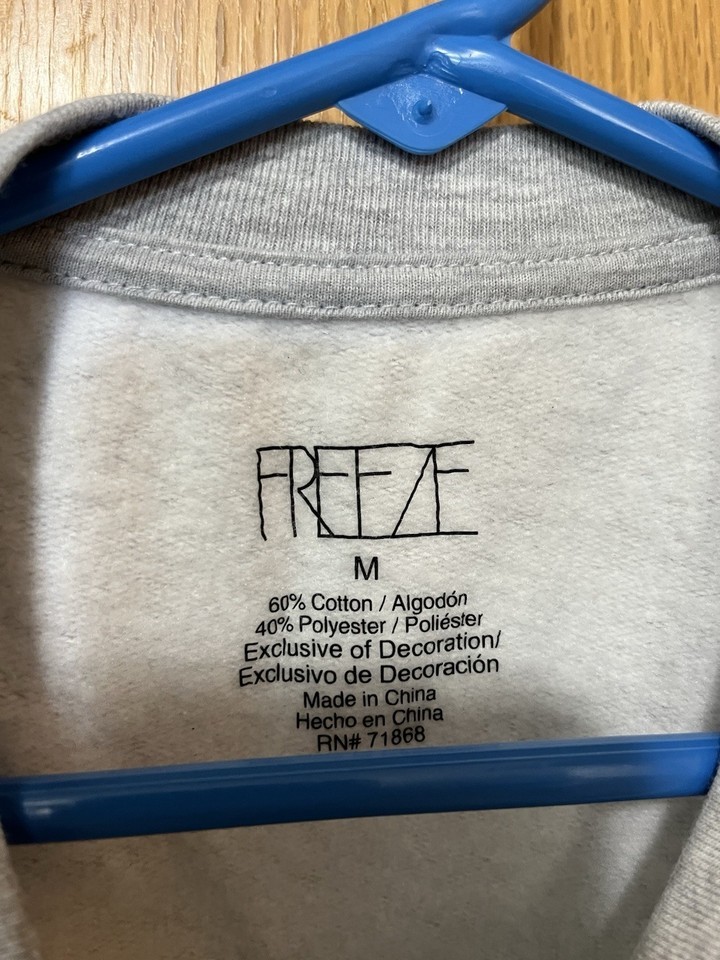 FREEZE
M
60% Cotton / Algodón
40% Polyester / Poliéster
Exclusive of Decoration/
Exclusivo de Decoración
Made in China
Hecho en China
RN# 71868